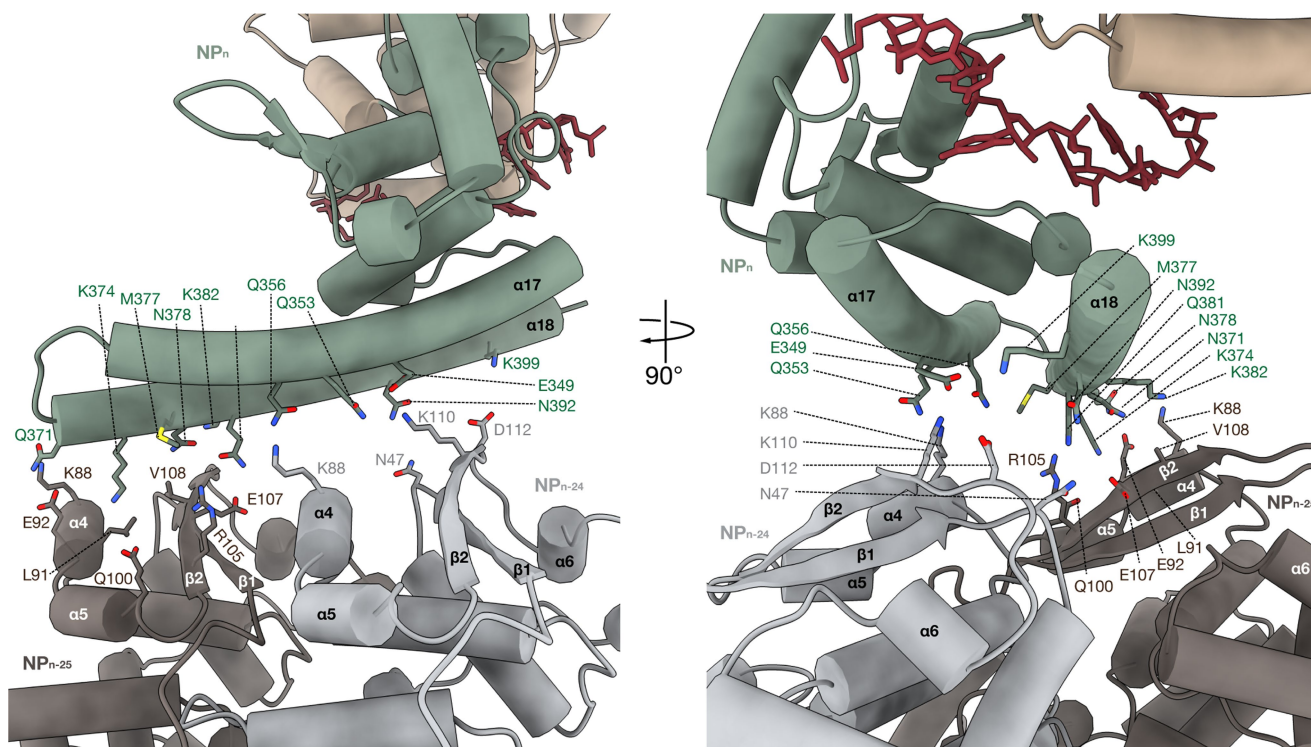 NPn
K374
M377
N378
K382
Q356
Q353
α17
α18
K399
E349
N392
Q371
K88
V108
E107
K88
N47
K110
D112
NPn-24
E92
α4
L91
Q100
R105
β2
β1
α5
α4
α5
β2
β1
α6
NPn-25
90°
NPn
α17
α18
K399
M377
N392
Q381
N378
N371
K374
K382
Q356
E349
Q353
K88
K110
D112
N47
NPn-24
β2
α4
β1
α5
α6
R105
K88
V108
β2
α4
β1
α5
L91
E92
E107
Q100
NPn-2
α6